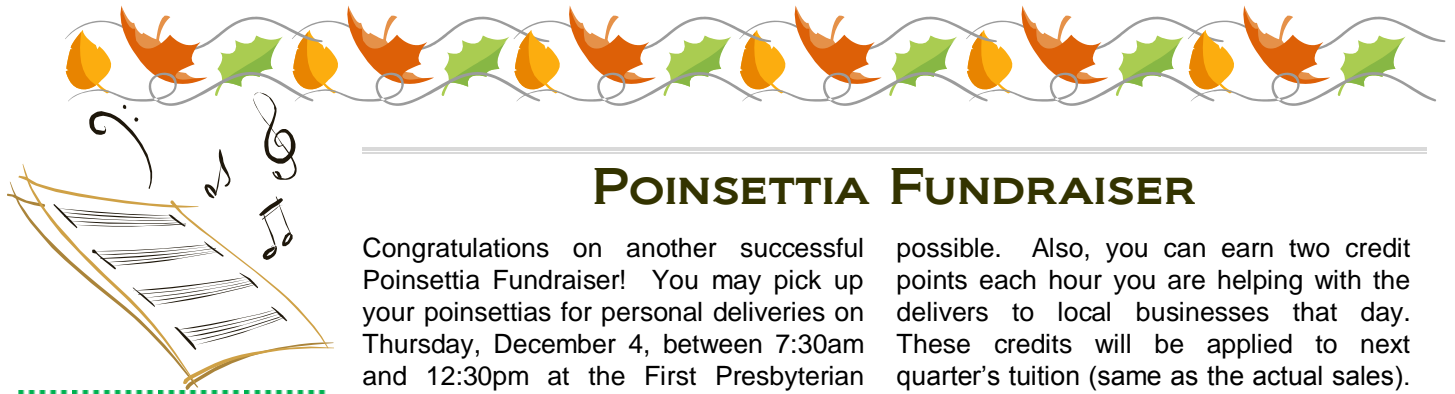 Poinsettia Fundraiser
Congratulations on another successful
Poinsettia Fundraiser! You may pick up
your poinsettias for personal deliveries on
Thursday, December 4, between 7:30am
and 12:30pm at the First Presbyterian
possible. Also, you can earn two credit
points each hour you are helping with the
delivers to local businesses that day.
These credits will be applied to next
quarter's tuition (same as the actual sales).